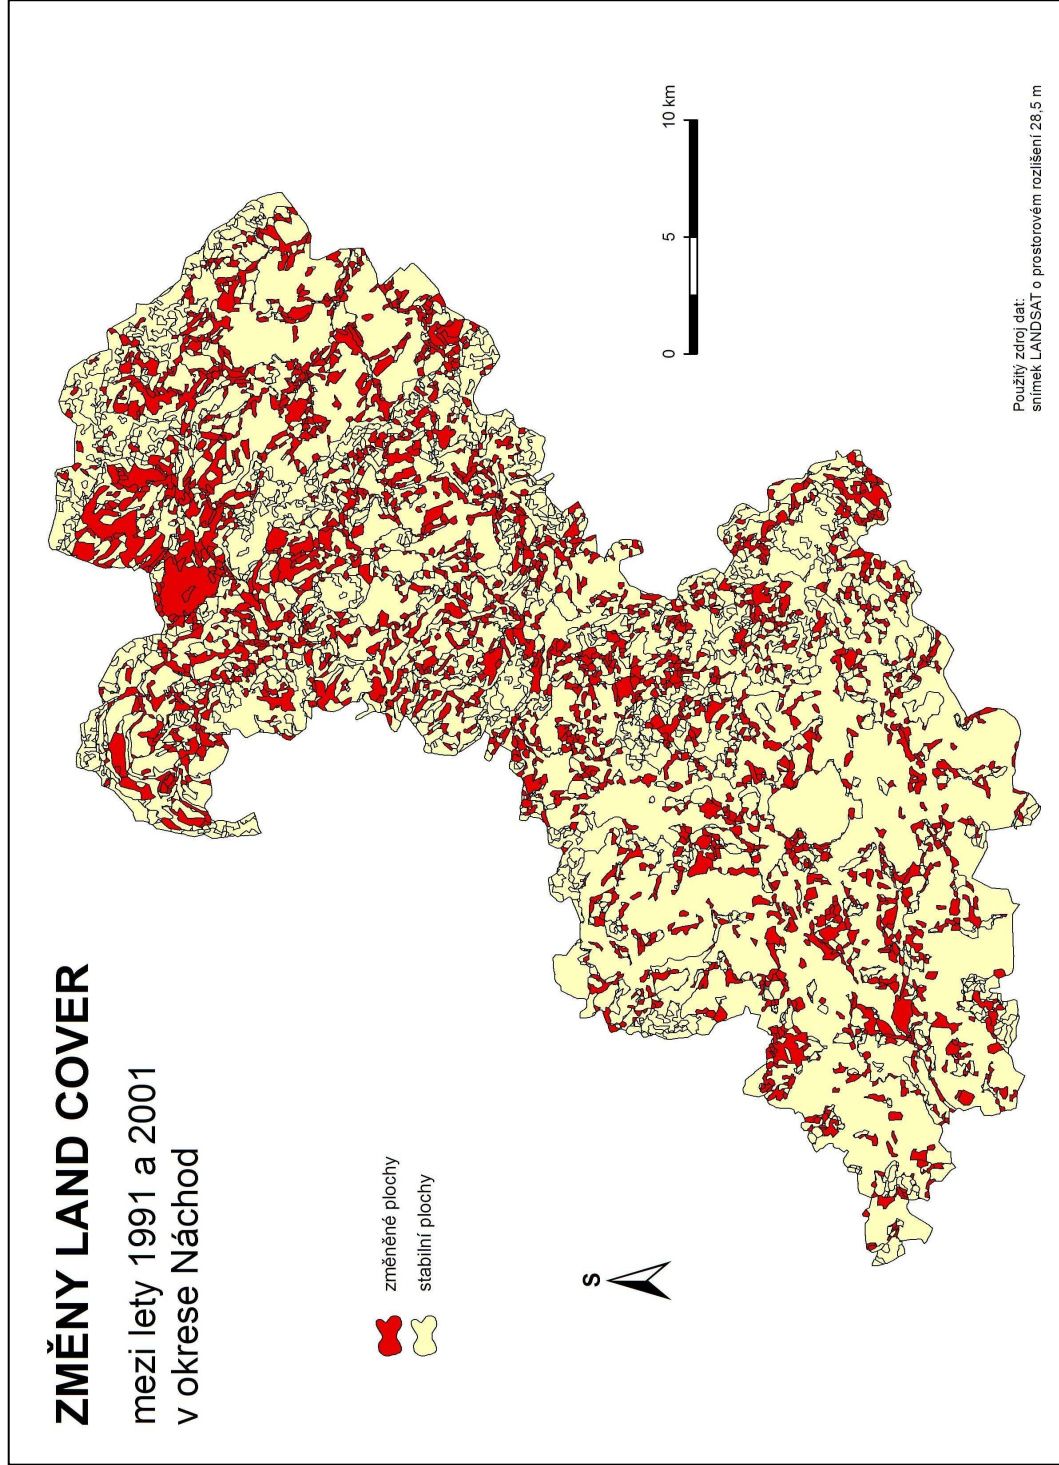 ZMĚNY LAND COVER
mezi lety 1991 a 2001
v okrese Náchod
změněné plochy
stabilní plochy
S
0 5 10 km
Použitý zdroj dat:
snímek LANDSAT o prostorovém rozlišení 28,5 m